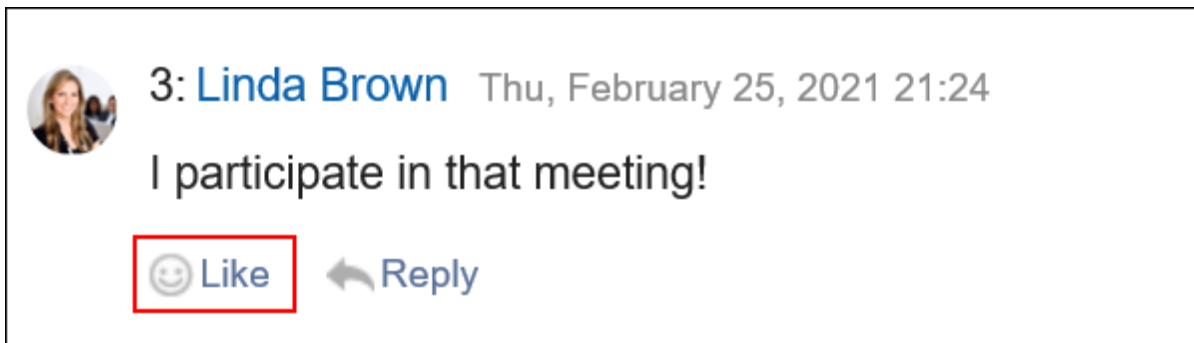 3: Linda Brown Thu, February 25, 2021 21:24
I participate in that meeting!
Like Reply